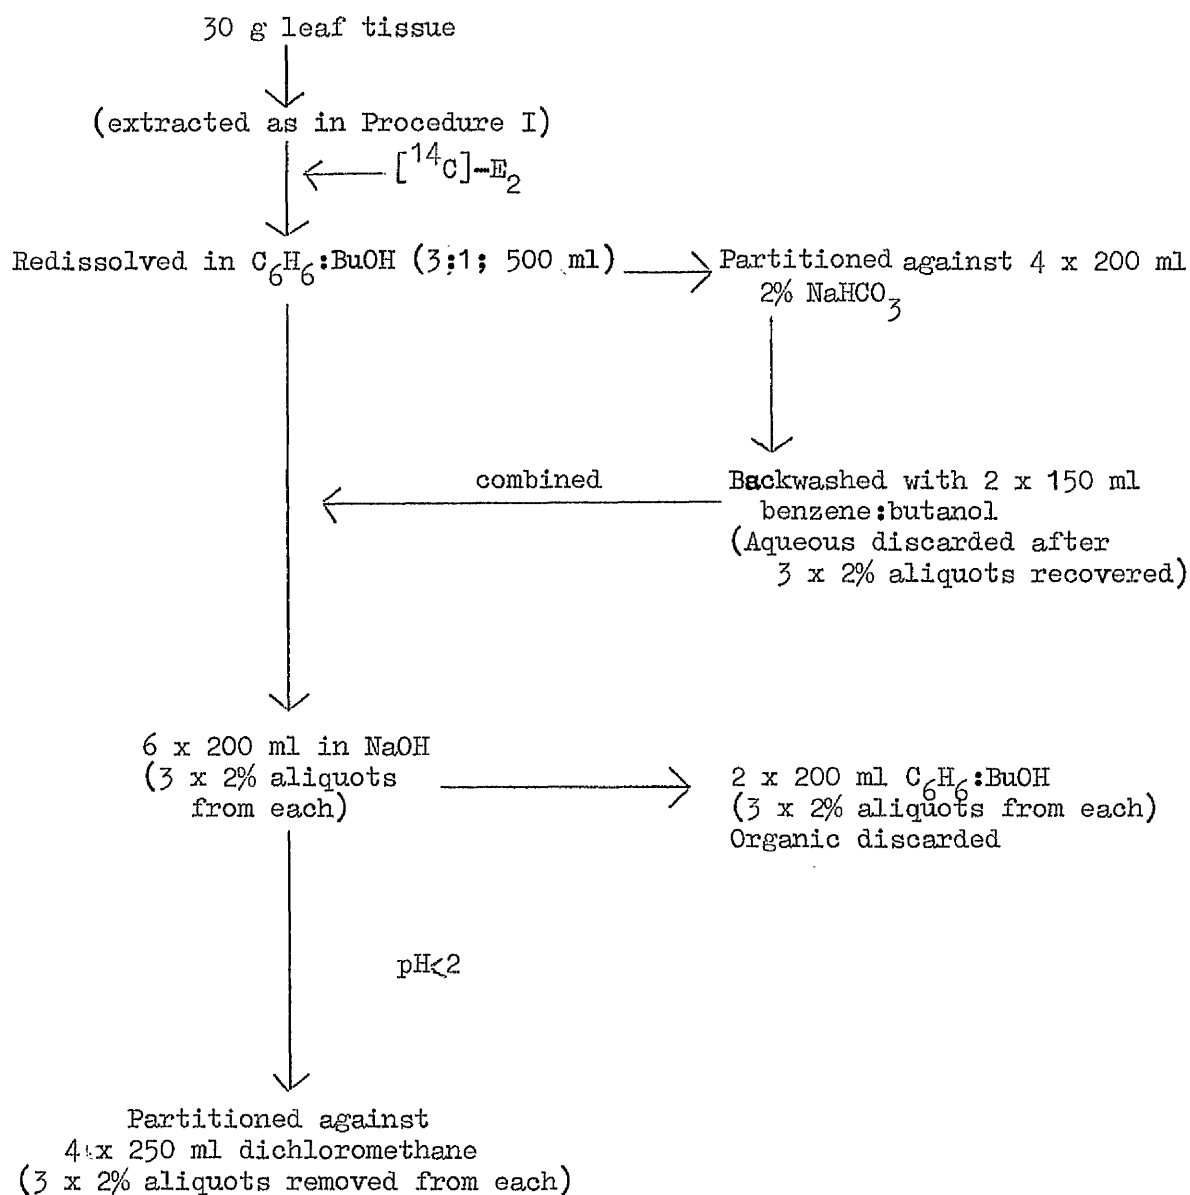 30 g leaf tissue
(extracted as in Procedure I)
[¹⁴C]-E₂
Redissolved in C₆H₆:BuOH (3:1; 500 ml)
Partitioned against 4 x 200 ml
2% NaHCO₃
combined
Backwashed with 2 x 150 ml
benzene:butanol
(Aqueous discarded after
3 x 2% aliquots recovered)
6 x 200 ml in NaOH
(3 x 2% aliquots
from each)
2 x 200 ml C₆H₆:BuOH
(3 x 2% aliquots from each)
Organic discarded
pH<2
Partitioned against
4 x 250 ml dichloromethane
(3 x 2% aliquots removed from each)